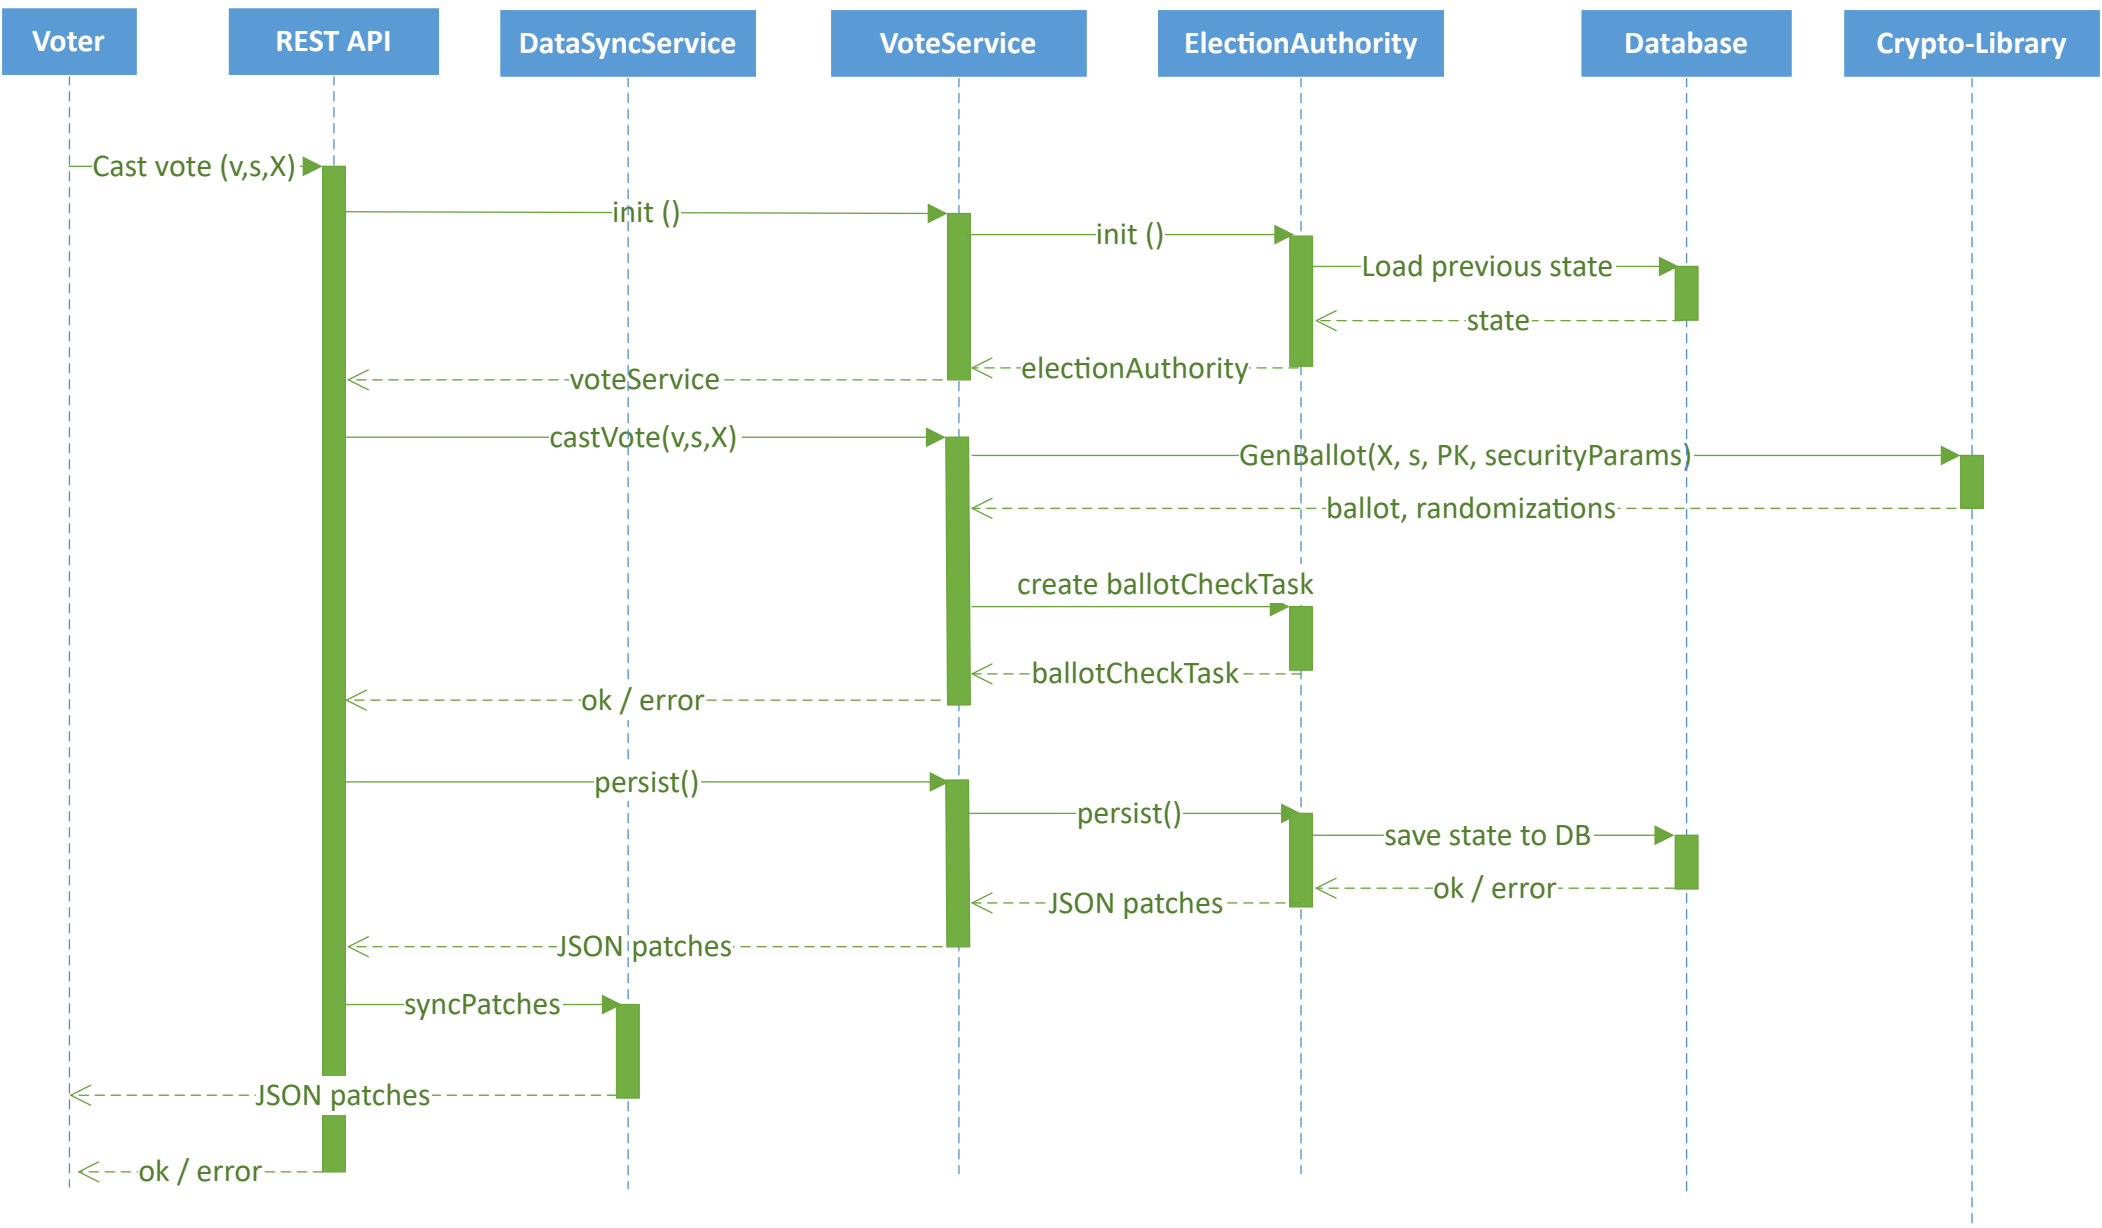 Voter
REST API
DataSyncService
VoteService
ElectionAuthority
Database
Crypto-Library
Cast vote (v,s,X)
init ()
init ()
Load previous state
state
electionAuthority
voteService
castVote(v,s,X)
GenBallot(X, s, PK, securityParams)
ballot, randomizations
create ballotCheckTask
ballotCheckTask
ok / error
persist()
persist()
save state to DB
ok / error
JSON patches
JSON patches
syncPatches
JSON patches
ok / error